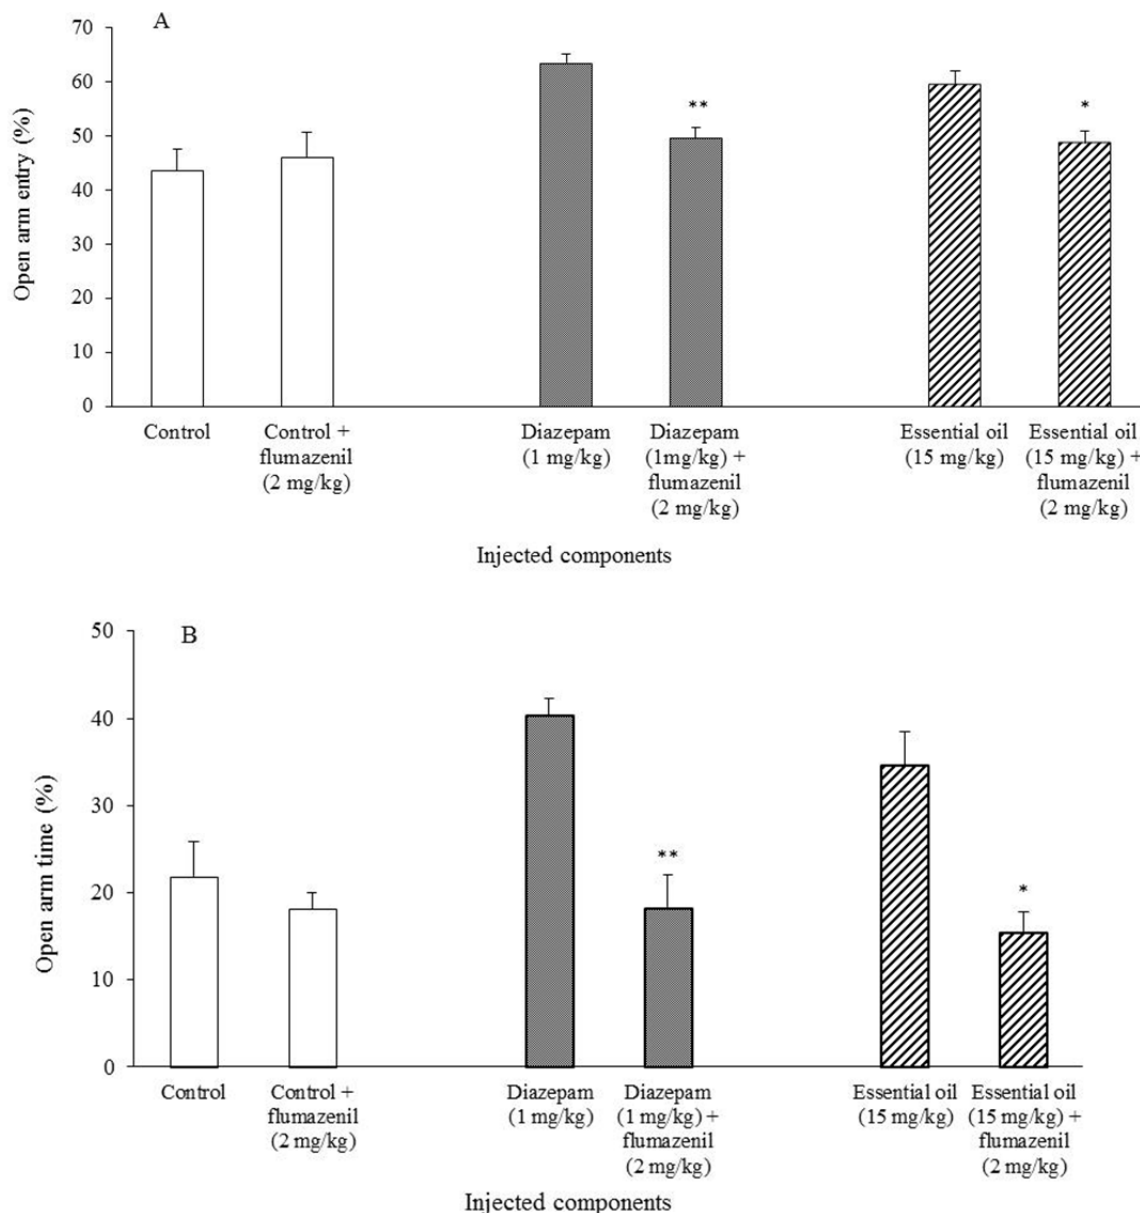 A
70
60
50
40
30
20
10
0
Open arm entry (%)
**
*
Control
Control +
flumazenil
(2 mg/kg)
Diazepam
(1 mg/kg)
Diazepam
(1mg/kg) +
flumazenil
(2 mg/kg)
Essential oil
(15 mg/kg)
Essential oil
(15 mg/kg) +
flumazenil
(2 mg/kg)
Injected components
B
50
40
30
20
10
0
Open arm time (%)
**
*
Control
Control +
flumazenil
(2 mg/kg)
Diazepam
(1 mg/kg)
Diazepam
(1 mg/kg) +
flumazenil
(2 mg/kg)
Essential oil
(15 mg/kg)
Essential oil
(15 mg/kg) +
flumazenil
(2 mg/kg)
Injected components